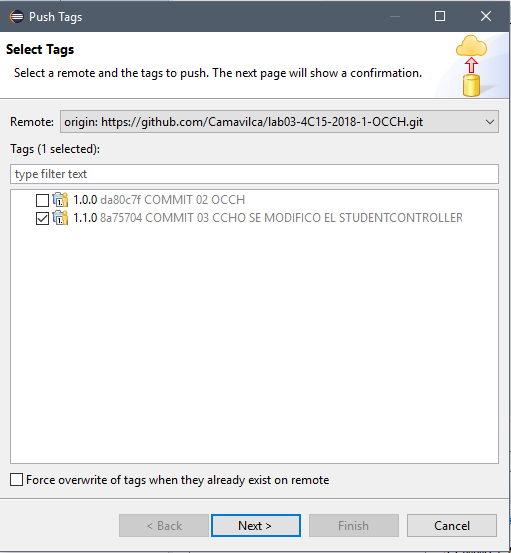 Push Tags
Select Tags
Select a remote and the tags to push. The next page will show a confirmation.
Remote: origin: https://github.com/Camavilca/lab03-4C15-2018-1-OCCH.git
Tags (1 selected):
type filter text
1.0.0 da80c7f COMMIT 02 OCCH
1.1.0 8a75704 COMMIT 03 CCHO SE MODIFICO EL STUDENTCONTROLLER
Force overwrite of tags when they already exist on remote
< Back Next > Finish Cancel